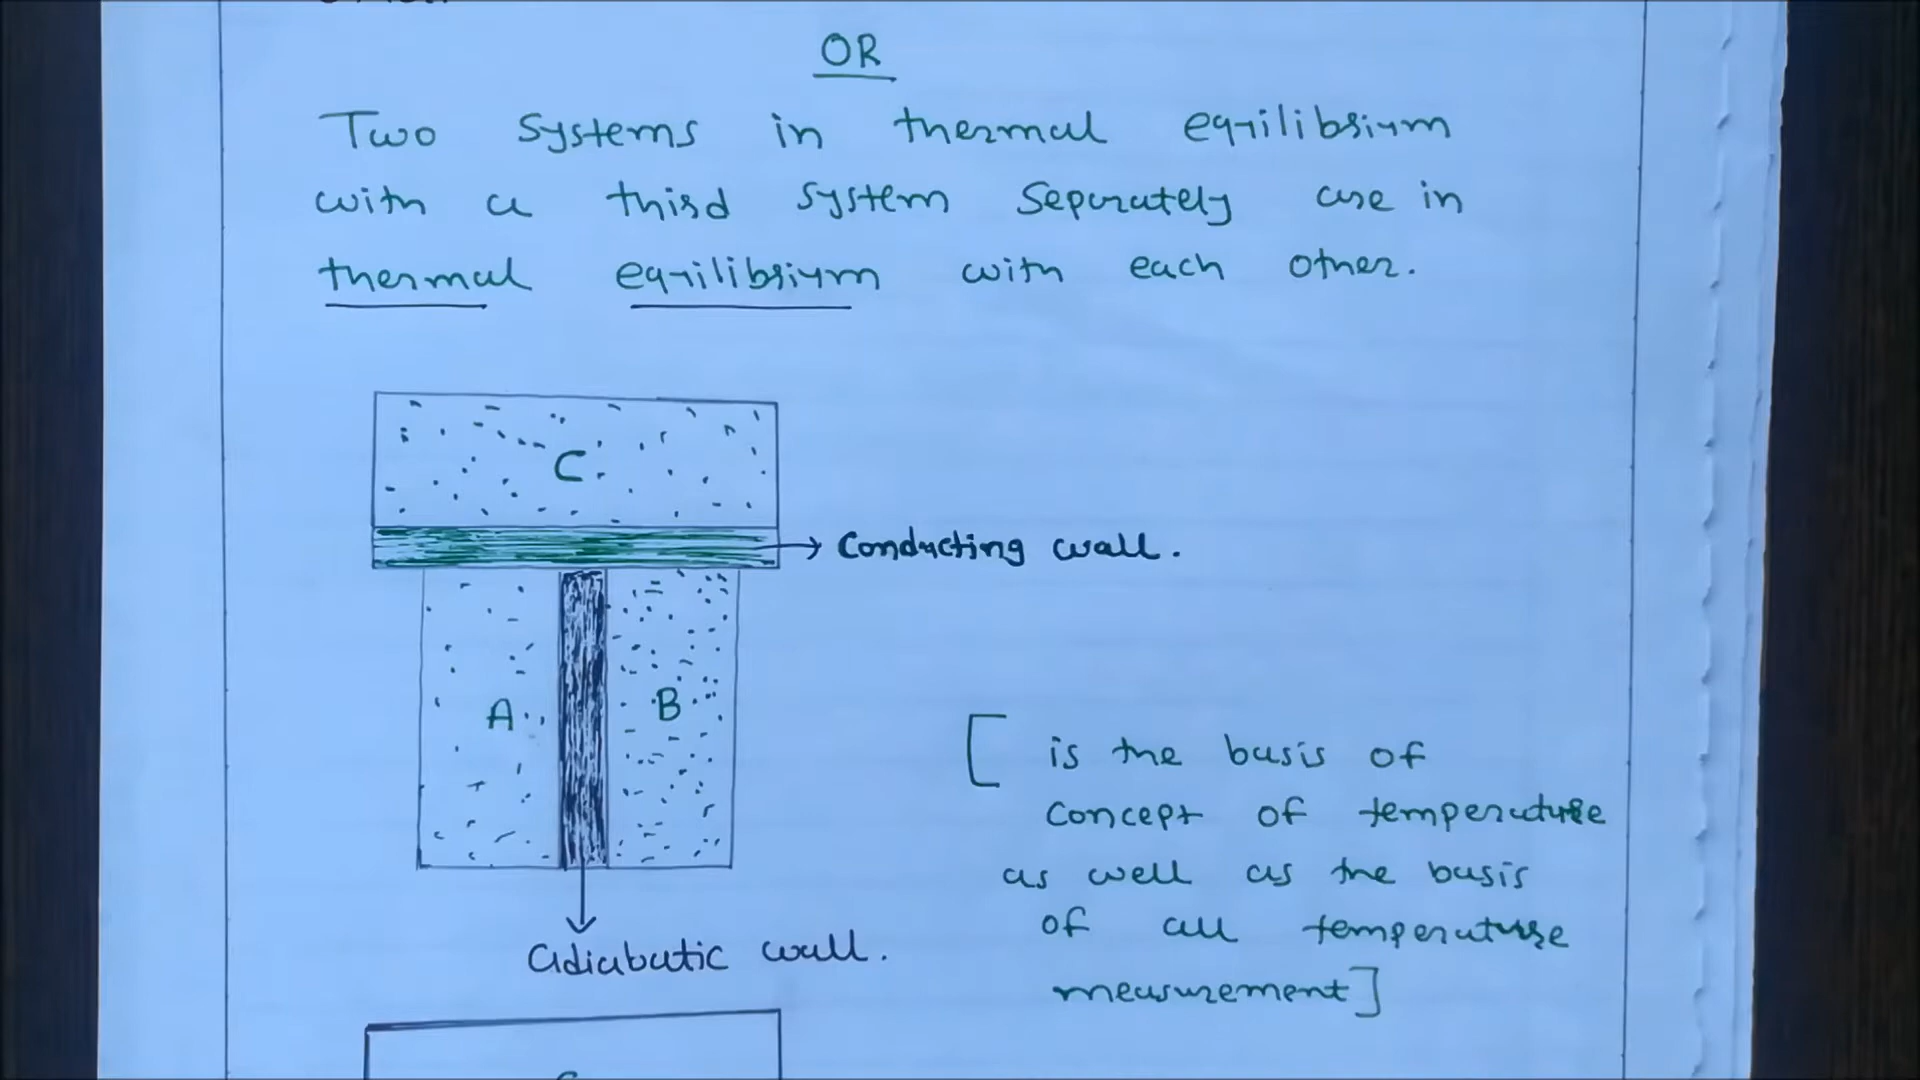 OR
Two systems in thermal equilibrium
with a third system separately are in
thermal equilibrium with each other.
C
Conducting wall.
A
B
[ is the basis of
concept of temperature
as well as the basis
of all temperature
measurement]
adiabatic wall.